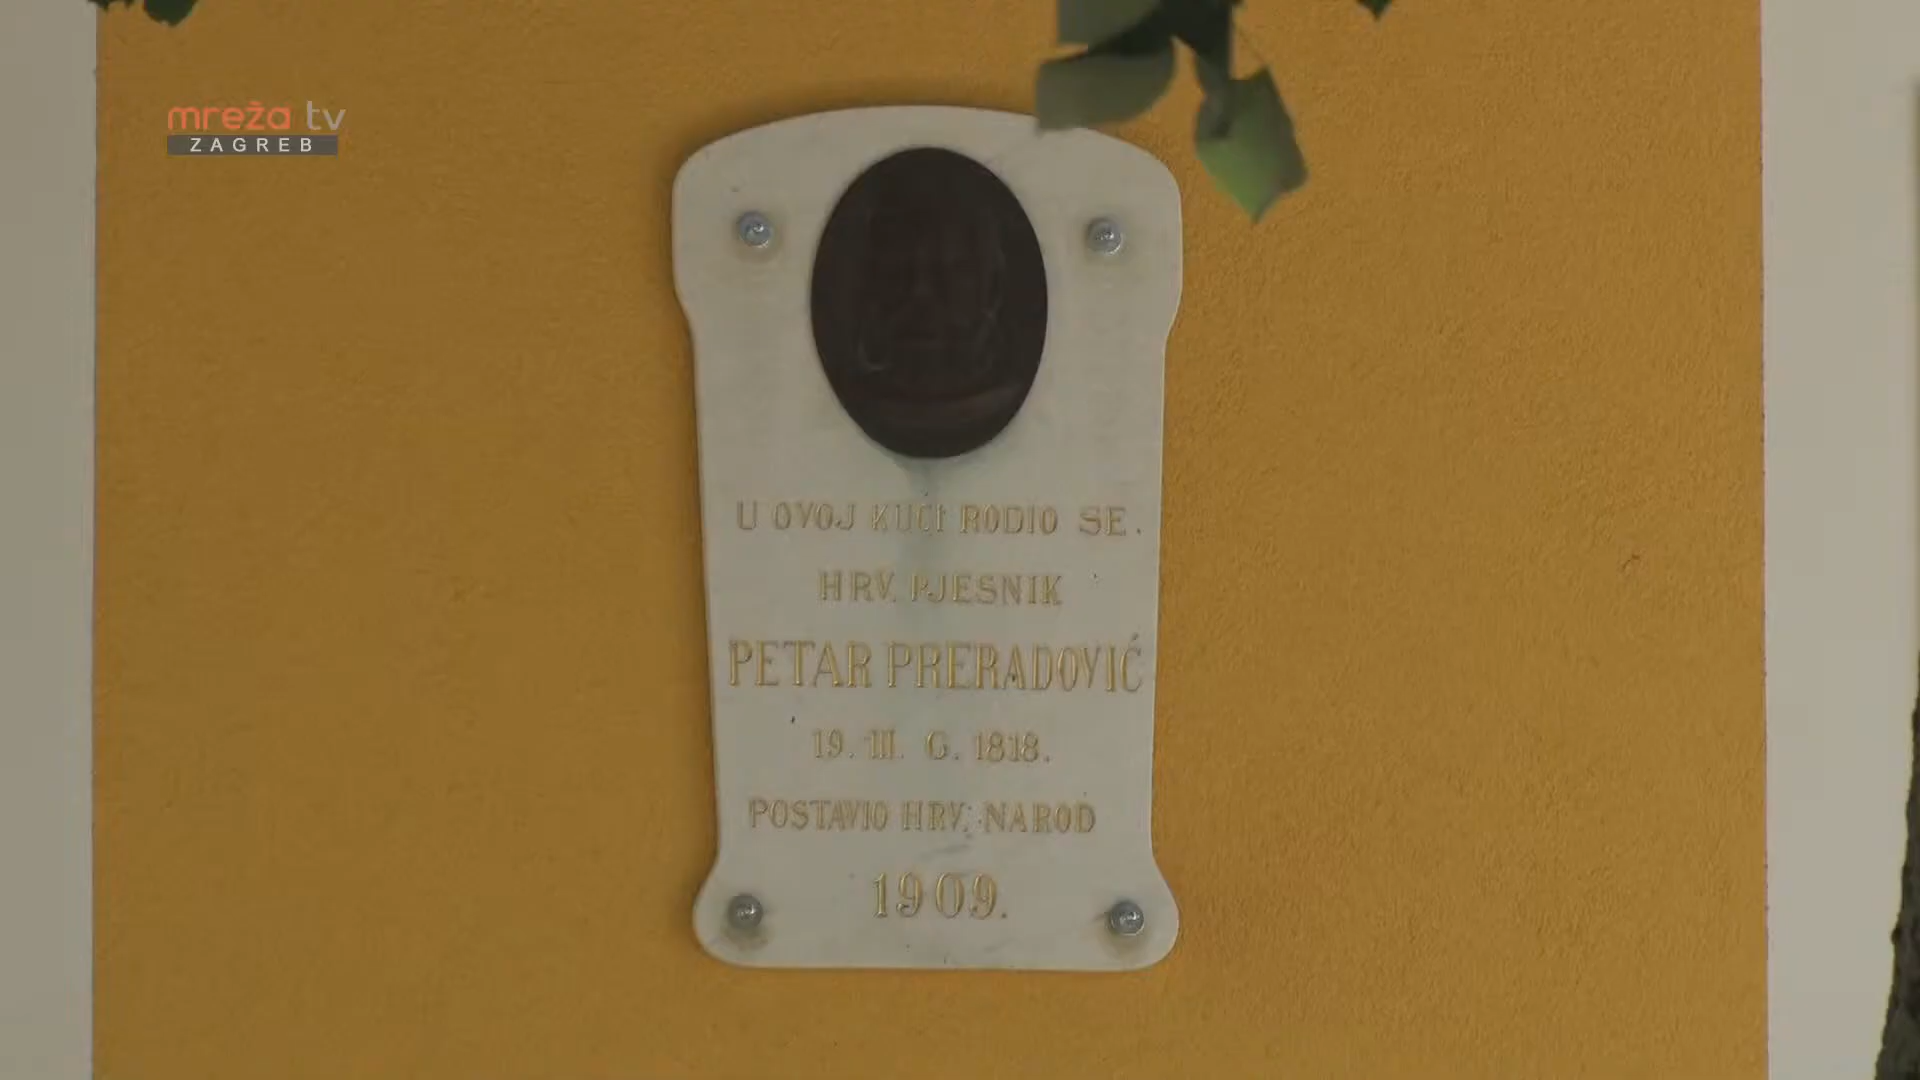 mreža tv
ZAGREB
U OVOJ KUĆI RODIO SE.
HRV. PJESNIK
PETAR PRERADOVIĆ
19. III. G. 1818.
POSTAVIO HRV. NAROD
1909.